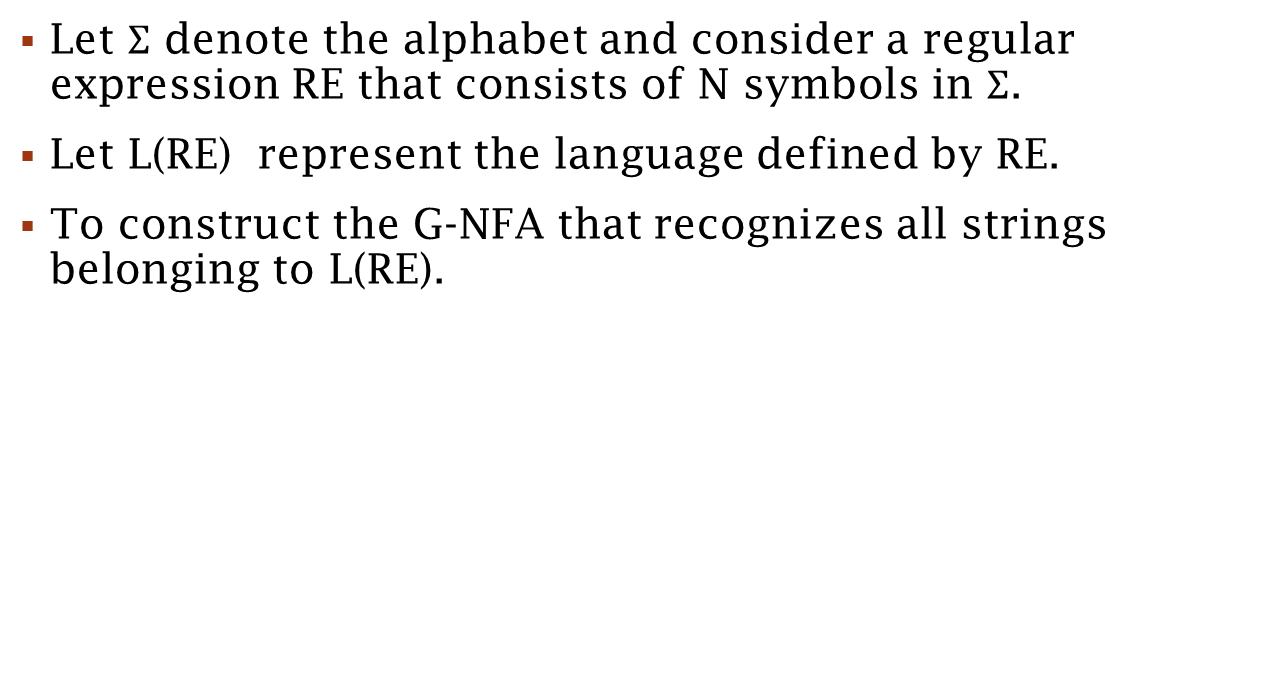 ▪ Let Σ denote the alphabet and consider a regular
expression RE that consists of N symbols in Σ.
▪ Let L(RE)  represent the language defined by RE.
▪ To construct the G-NFA that recognizes all strings
belonging to L(RE).